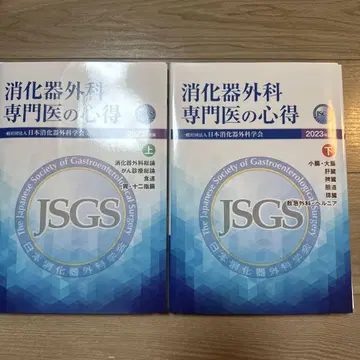 消化器外科
専門医の心得
一般社団法人日本消化器外科学会
2023
上
消化器外科総論
がん診療総論
食道
胃・十二指腸
The Japanese Society of Gastroenterological Surgery
JSGS
日本消化器外科学会
消化器外科
専門医の心得
一般社団法人日本消化器外科学会
2023
下
小腸・大腸
肝臓
脾臓
胆道
膵臓
救急外科・ヘルニア
The Japanese Society of Gastroenterological Surgery
JSGS
日本消化器外科学会